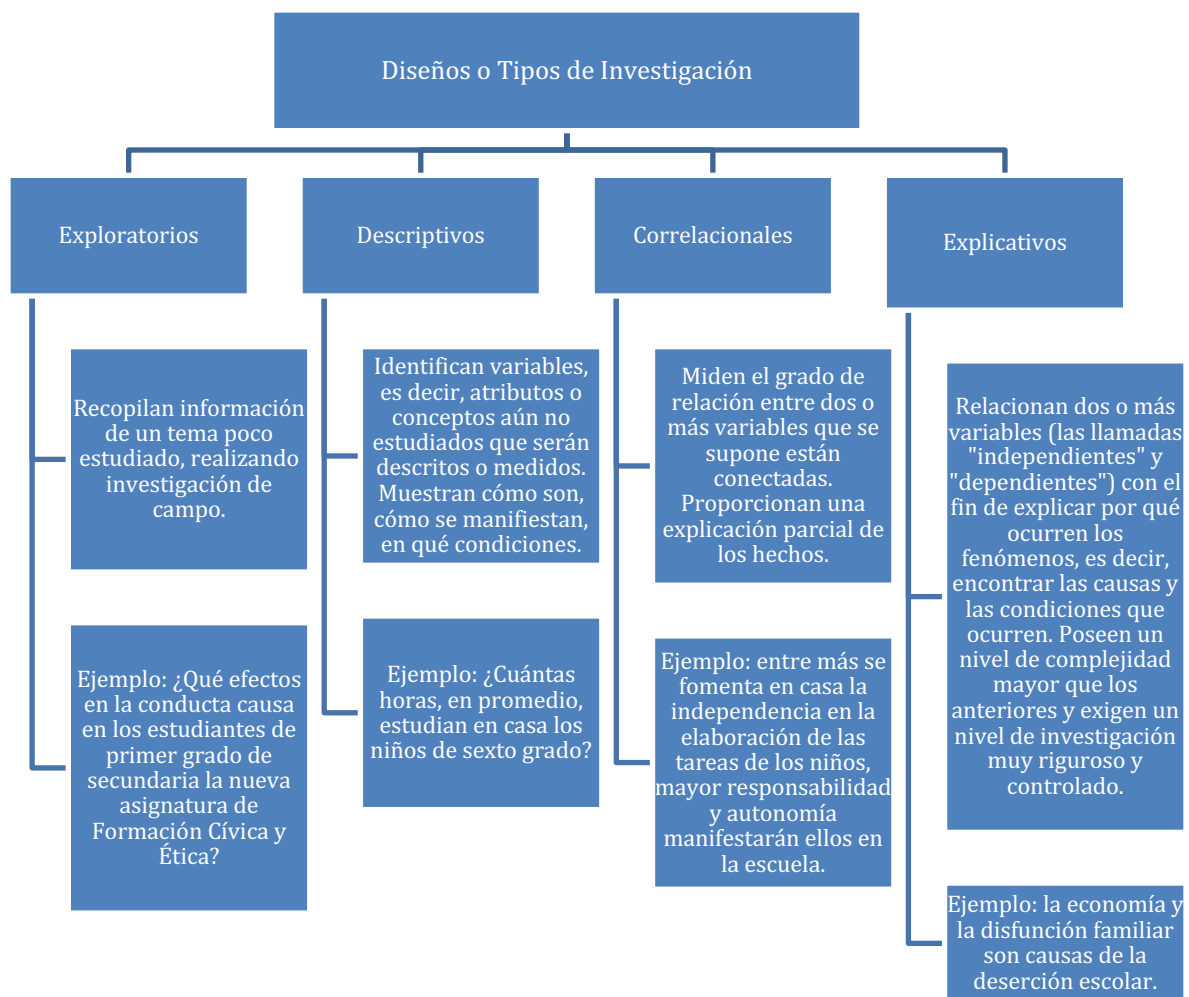 Diseños o Tipos de Investigación
Exploratorios
Recopilan información
de un tema poco
estudiado, realizando
investigación de
campo.
Ejemplo: ¿Qué efectos
en la conducta causa
en los estudiantes de
primer grado de
secundaria la nueva
asignatura de
Formación Cívica y
Ética?
Descriptivos
Identifican variables,
es decir, atributos o
conceptos aún no
estudiados que serán
descritos o medidos.
Muestran cómo son,
cómo se manifiestan,
en qué condiciones.
Ejemplo: ¿Cuántas
horas, en promedio,
estudian en casa los
niños de sexto grado?
Correlacionales
Miden el grado de
relación entre dos o
más variables que se
supone están
conectadas.
Proporcionan una
explicación parcial de
los hechos.
Ejemplo: entre más se
fomenta en casa la
independencia en la
elaboración de las
tareas de los niños,
mayor responsabilidad
y autonomía
manifestarán ellos en
la escuela.
Explicativos
Relacionan dos o más
variables (las llamadas
"independientes" y
"dependientes") con el
fin de explicar por qué
ocurren los
fenómenos, es decir,
encontrar las causas y
las condiciones que
ocurren. Poseen un
nivel de complejidad
mayor que los
anteriores y exigen un
nivel de investigación
muy riguroso y
controlado.
Ejemplo: la economía y
la disfunción familiar
son causas de la
deserción escolar.